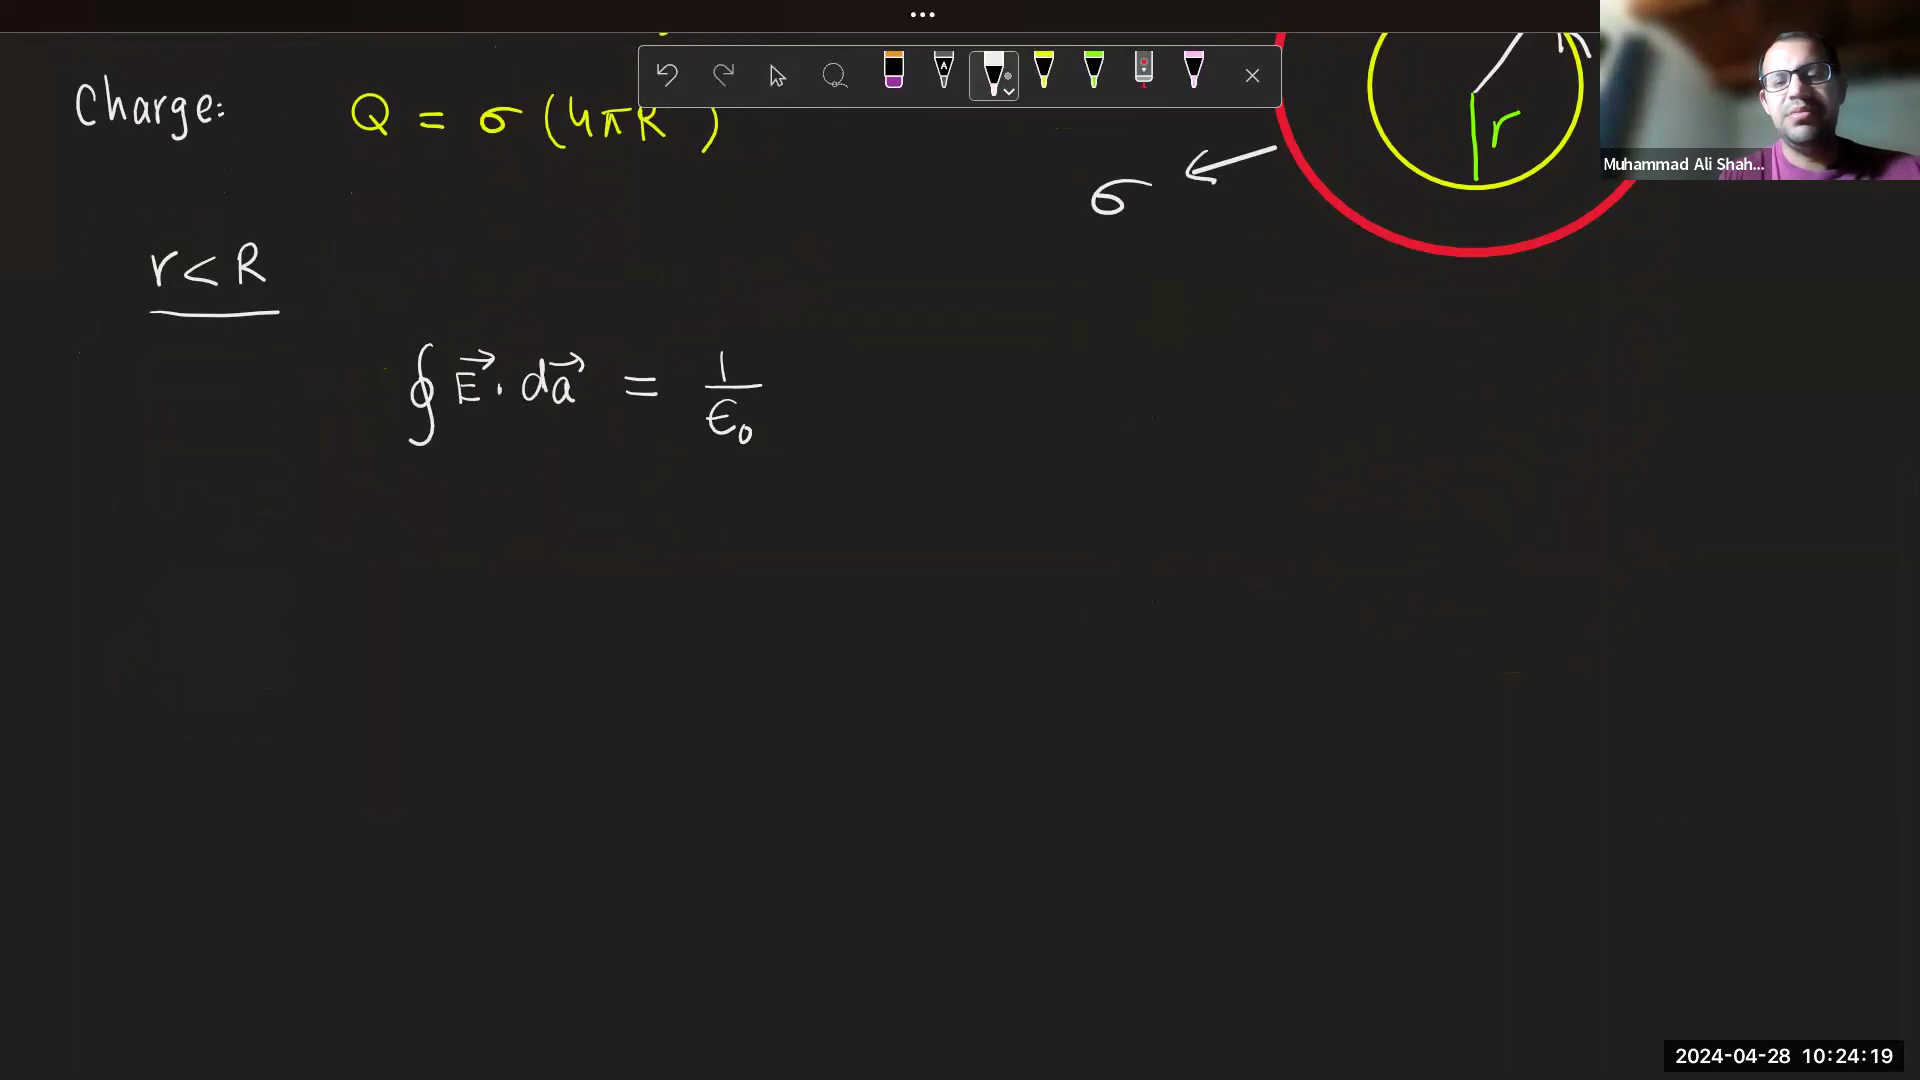 Charge: Q = σ (4πR )
r
Muhammad Ali Shah...
σ
r < R
∮ E⃗ . da⃗ = 1/ϵ₀
2024-04-28 10:24:19